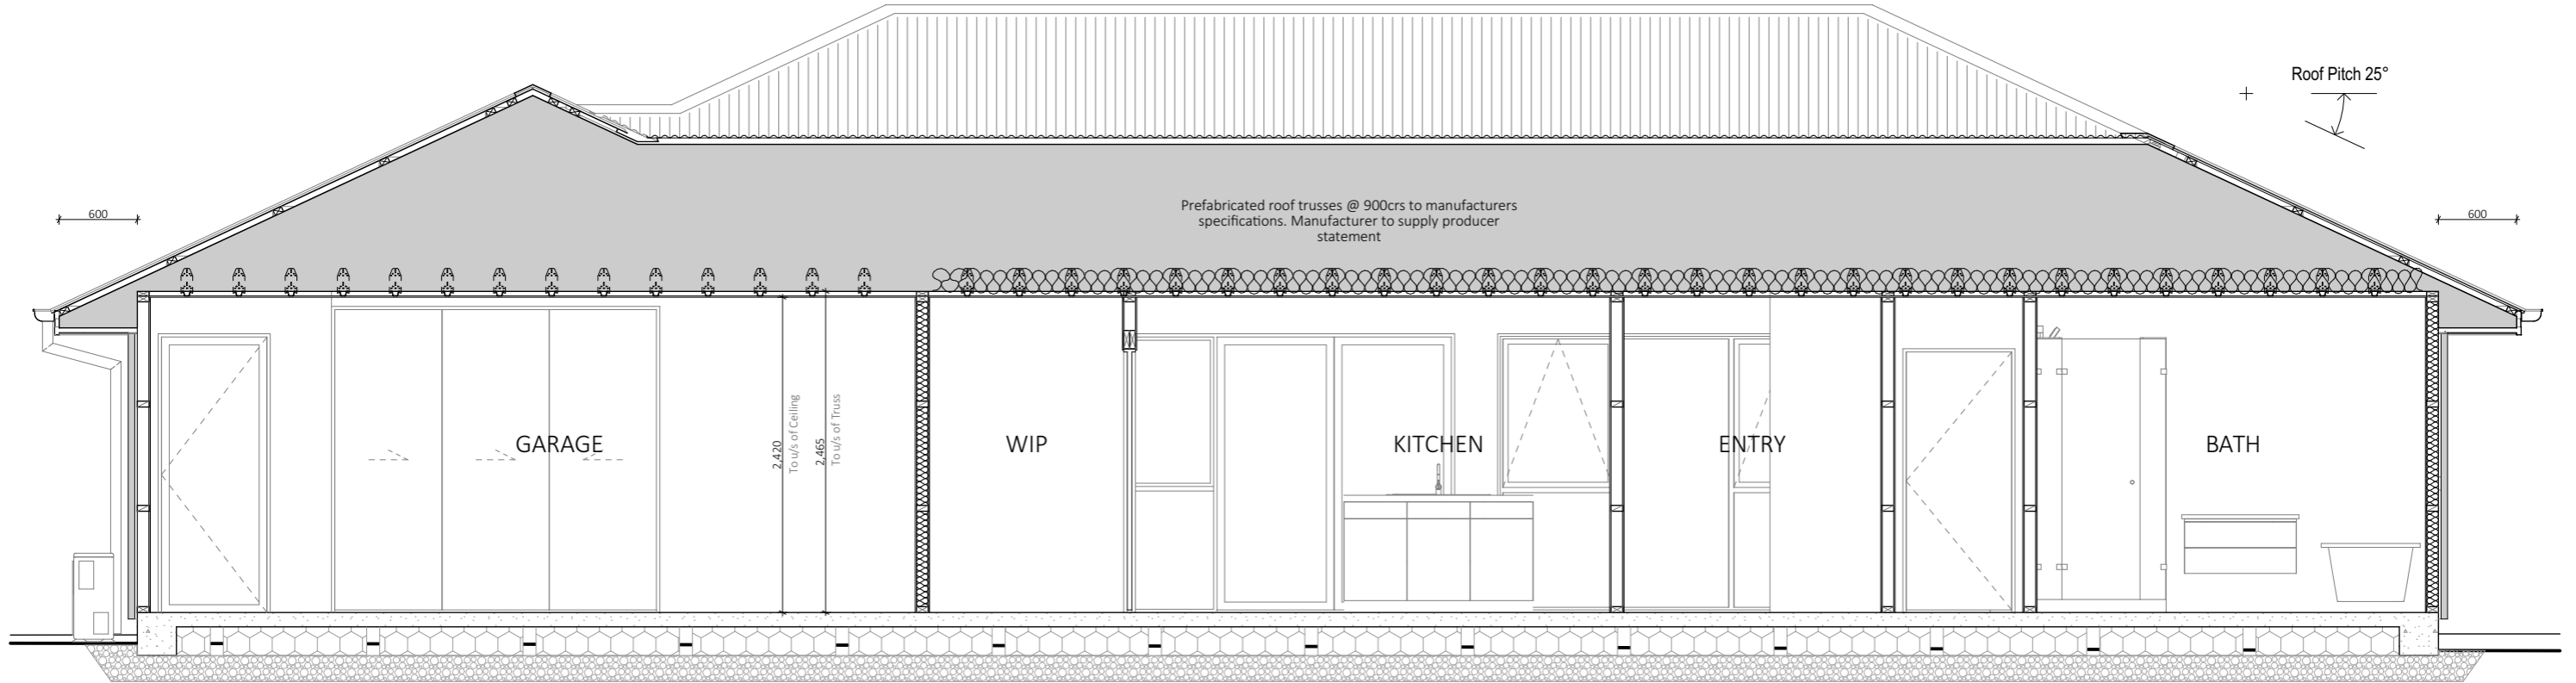 Roof Pitch 25°
Prefabricated roof trusses @ 900crs to manufacturers
specifications. Manufacturer to supply producer
statement
600
600
2,420
To u/s of Ceiling
2,465
To u/s of Truss
GARAGE
WIP
KITCHEN
ENTRY
BATH